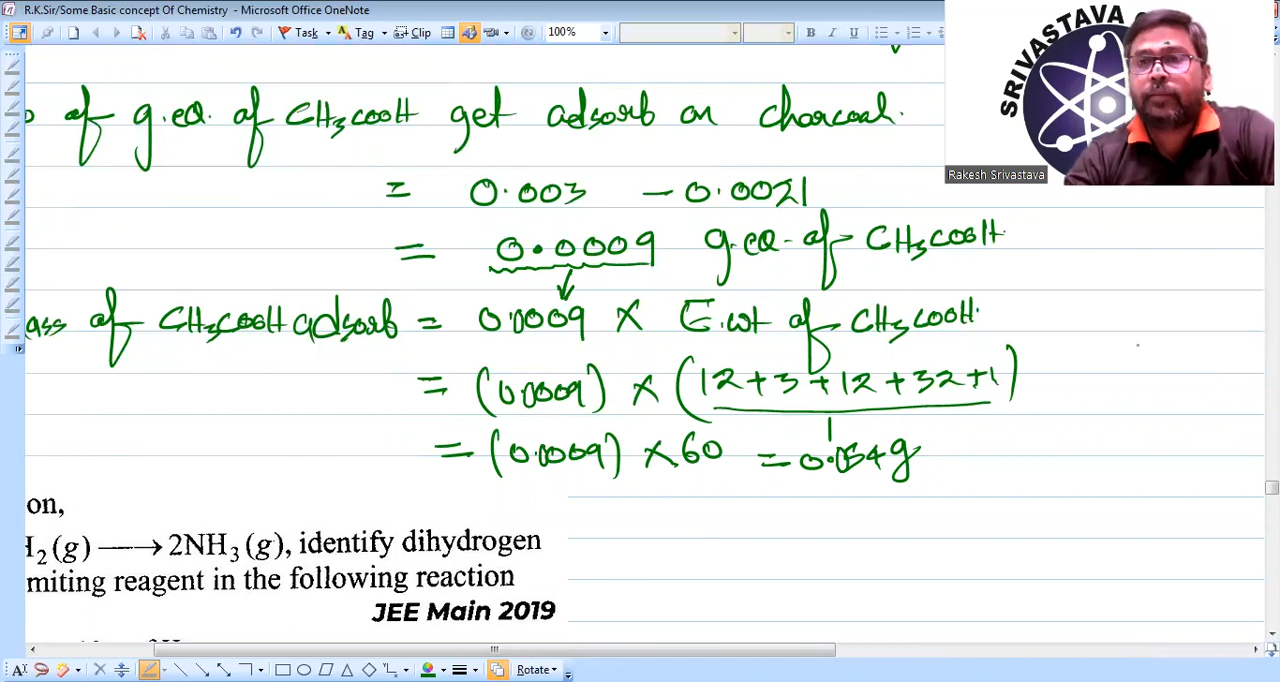 R.K.Sir/Some Basic concept Of Chemistry - Microsoft Office OneNote
Task Tag Clip 100% B I U
SRIVASTAVA
Rakesh Srivastava
of g.eq. of CH3COOH get adsorb on charcoal.
= 0.003 - 0.0021
= 0.0009 g.eq. of CH3COOH
ass of CH3COOH adsorb = 0.0009 × E.wt of CH3COOH.
= (0.0009) × (12+3+12+32+1)
= (0.0009) × 60 = 0.054 g
on,
H2(g) ⟶ 2NH3(g), identify dihydrogen
miting reagent in the following reaction
JEE Main 2019
Rotate